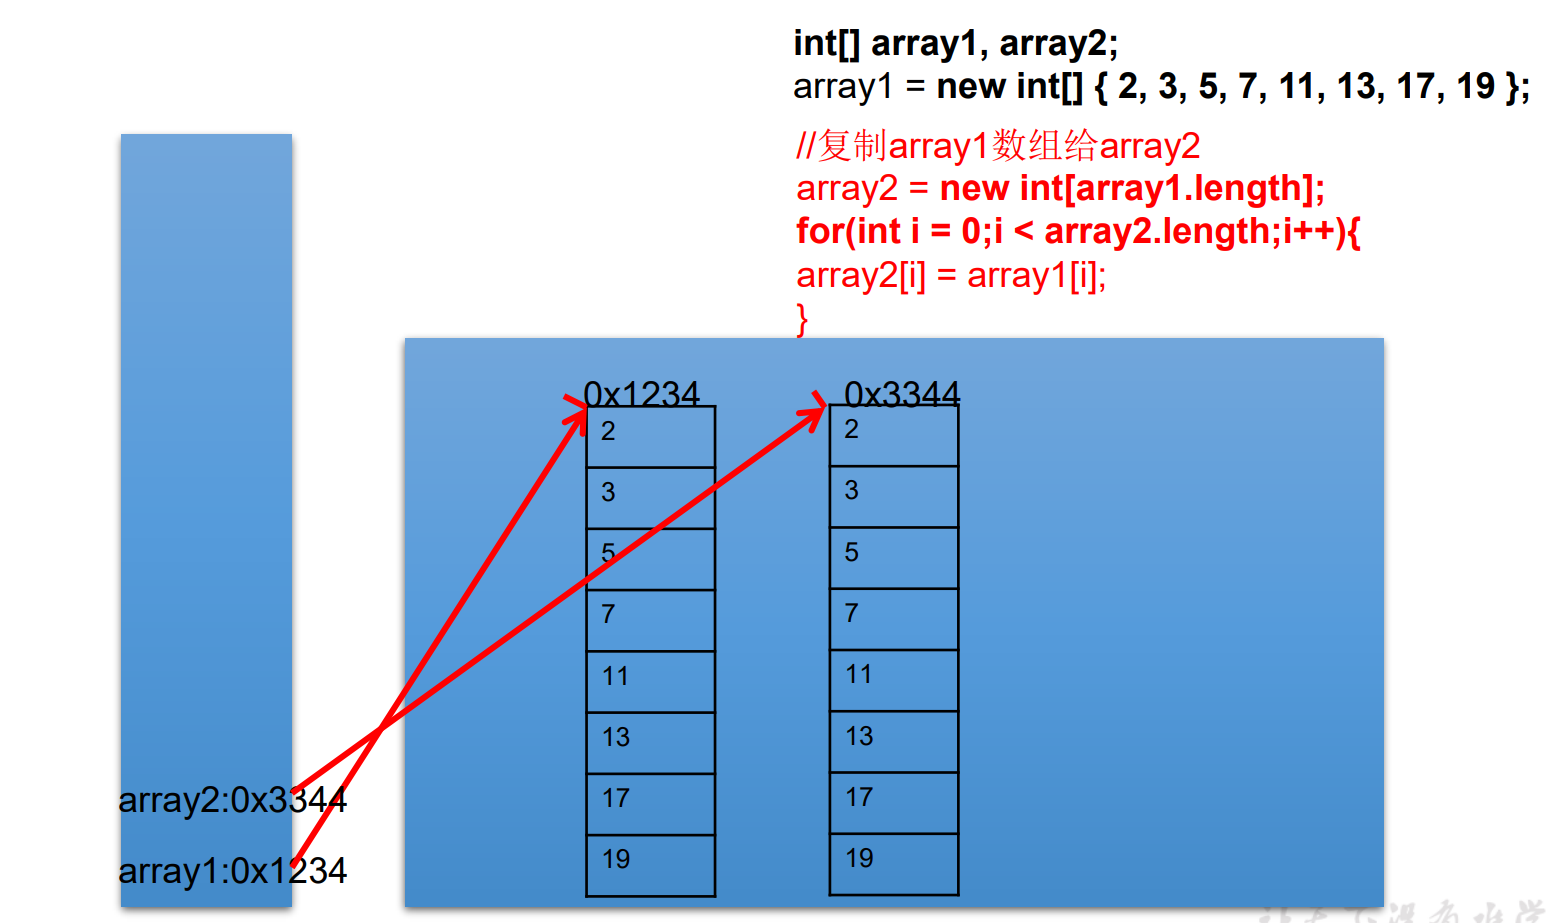 int[] array1, array2;
array1 = new int[] { 2, 3, 5, 7, 11, 13, 17, 19 };
//复制array1数组给array2
array2 = new int[array1.length];
for(int i = 0;i < array2.length;i++){
array2[i] = array1[i];
}
0x1234
0x3344
2
3
5
7
11
13
17
19
2
3
5
7
11
13
17
19
array2:0x3344
array1:0x1234